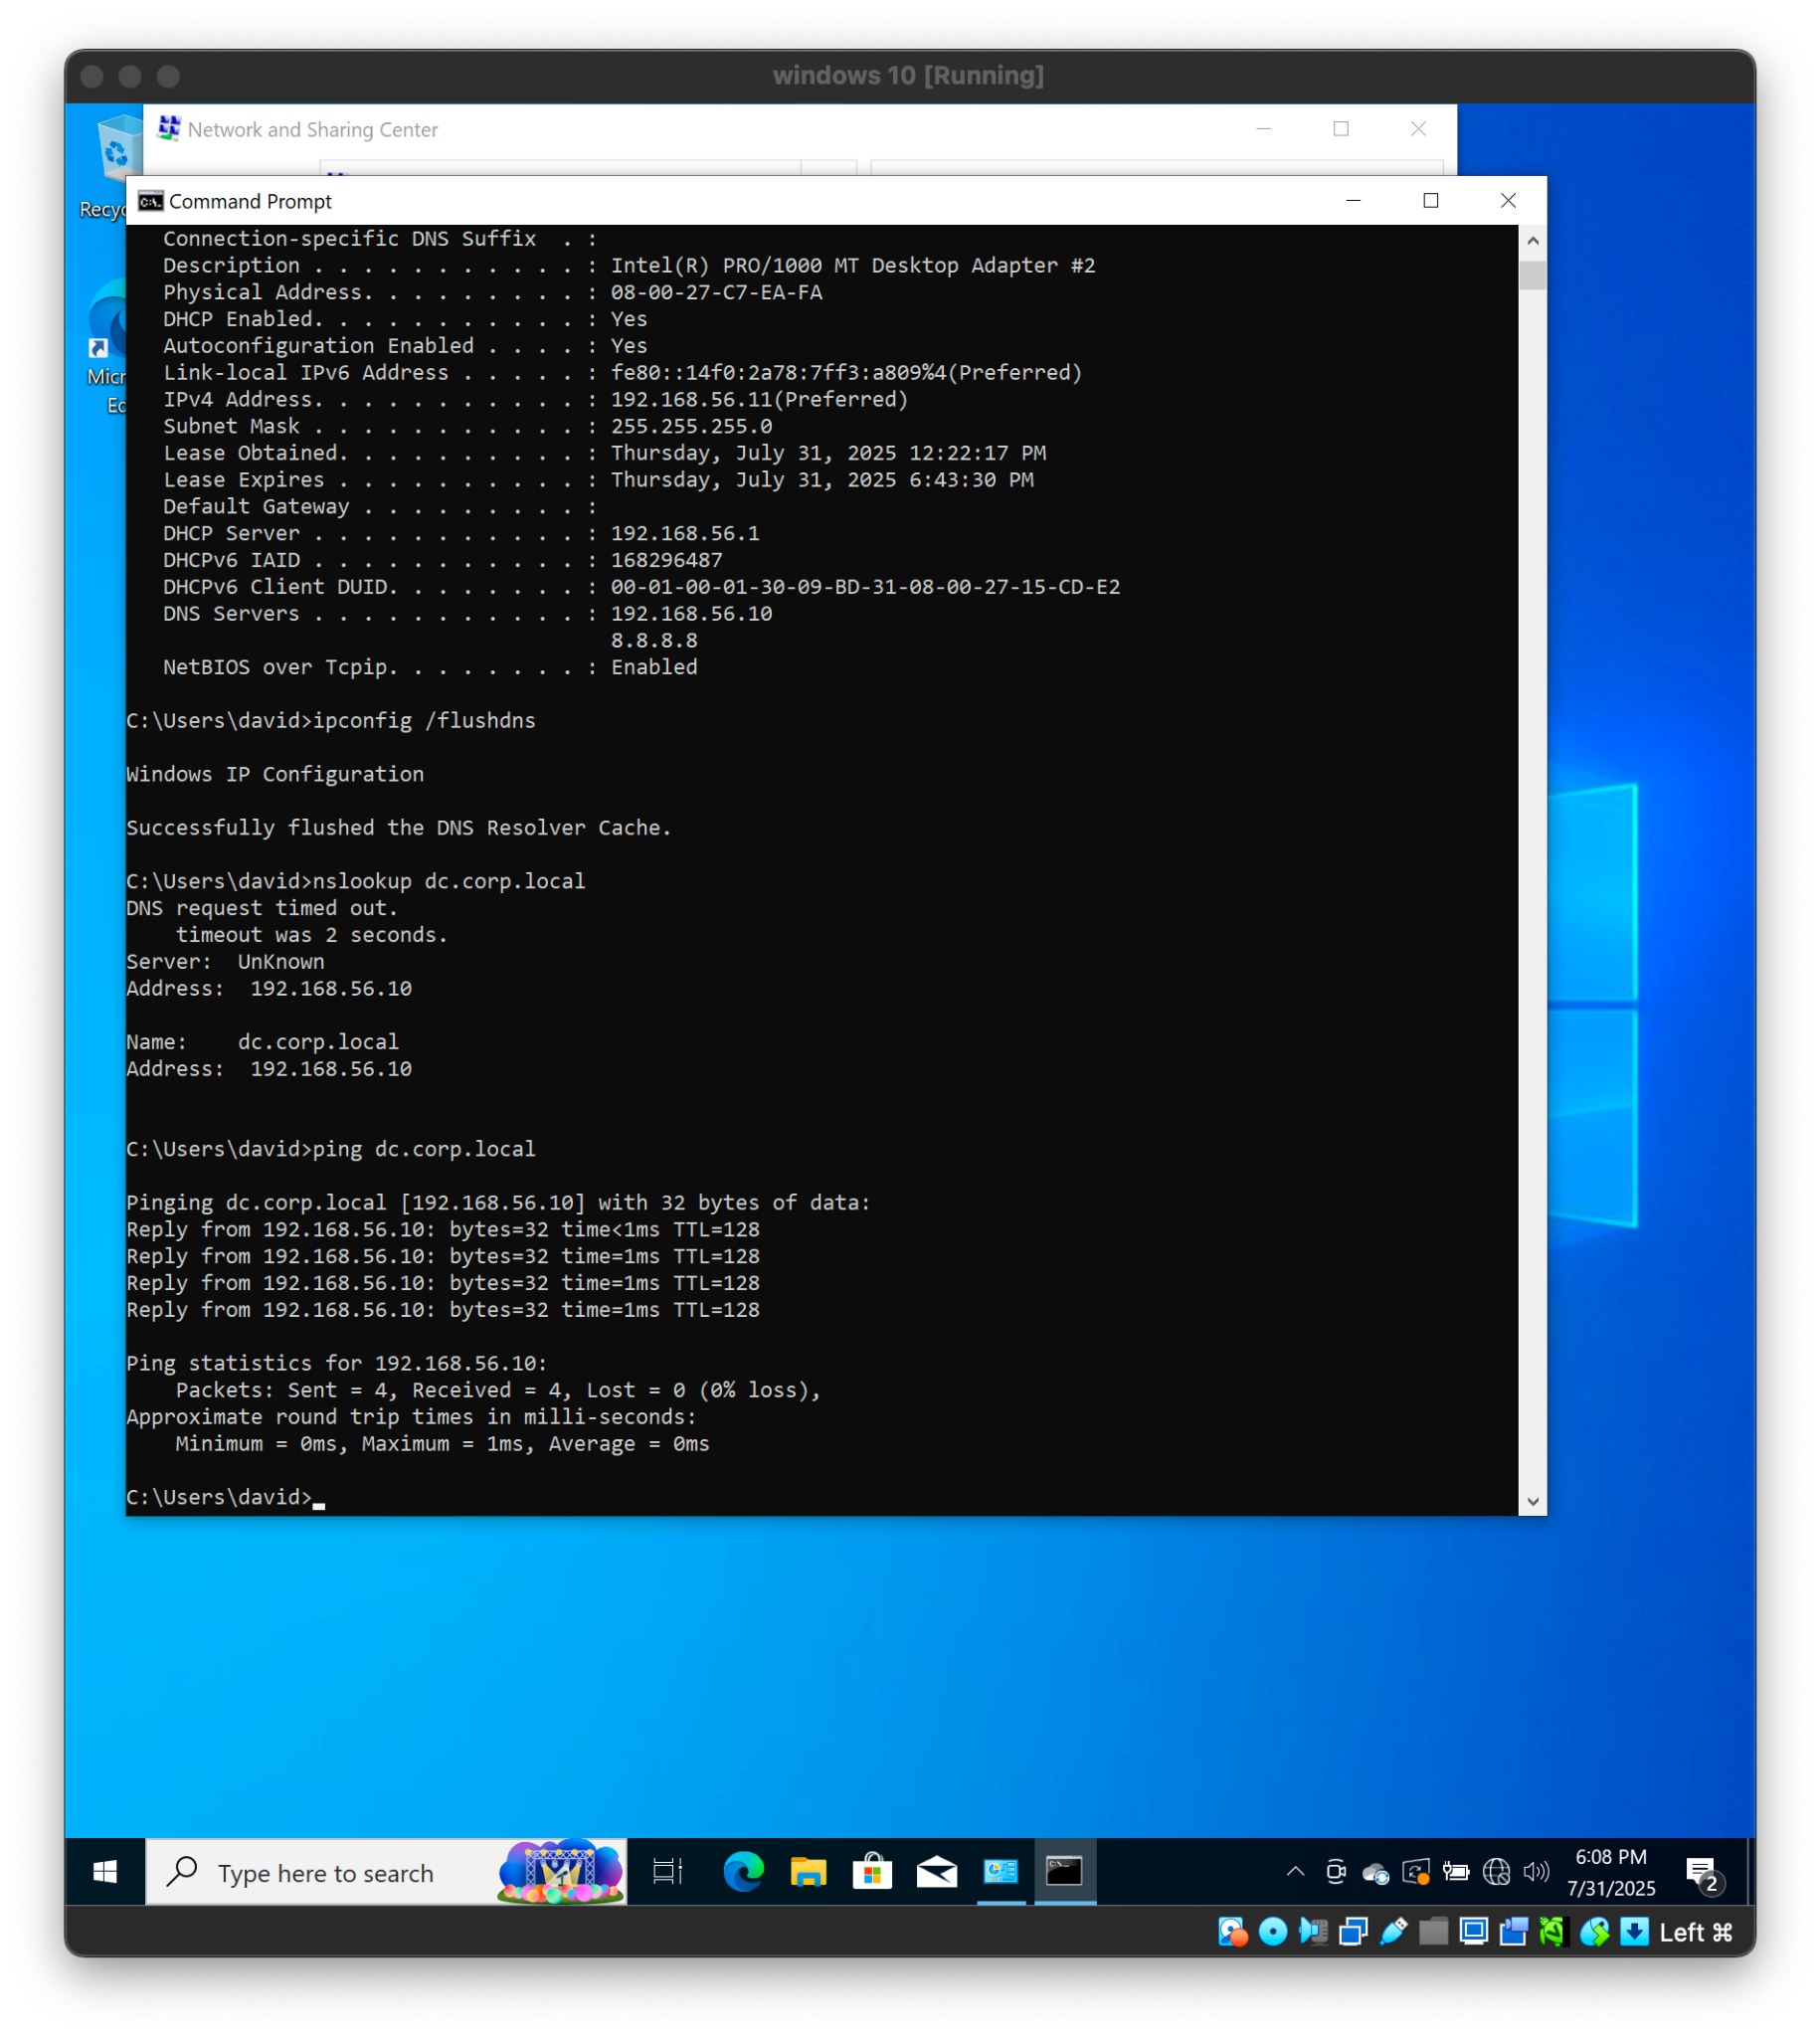 windows 10 [Running]
Network and Sharing Center
Command Prompt
Connection-specific DNS Suffix  . :
Description . . . . . . . . . . . : Intel(R) PRO/1000 MT Desktop Adapter #2
Physical Address. . . . . . . . . : 08-00-27-C7-EA-FA
DHCP Enabled. . . . . . . . . . . : Yes
Autoconfiguration Enabled . . . . : Yes
Link-local IPv6 Address . . . . . : fe80::14f0:2a78:7ff3:a809%4(Preferred)
IPv4 Address. . . . . . . . . . . : 192.168.56.11(Preferred)
Subnet Mask . . . . . . . . . . . : 255.255.255.0
Lease Obtained. . . . . . . . . . : Thursday, July 31, 2025 12:22:17 PM
Lease Expires . . . . . . . . . . : Thursday, July 31, 2025 6:43:30 PM
Default Gateway . . . . . . . . . :
DHCP Server . . . . . . . . . . . : 192.168.56.1
DHCPv6 IAID . . . . . . . . . . . : 168296487
DHCPv6 Client DUID. . . . . . . . : 00-01-00-01-30-09-BD-31-08-00-27-15-CD-E2
DNS Servers . . . . . . . . . . . : 192.168.56.10
8.8.8.8
NetBIOS over Tcpip. . . . . . . . : Enabled
C:\Users\david>ipconfig /flushdns
Windows IP Configuration
Successfully flushed the DNS Resolver Cache.
C:\Users\david>nslookup dc.corp.local
DNS request timed out.
timeout was 2 seconds.
Server:  UnKnown
Address:  192.168.56.10
Name:    dc.corp.local
Address:  192.168.56.10
C:\Users\david>ping dc.corp.local
Pinging dc.corp.local [192.168.56.10] with 32 bytes of data:
Reply from 192.168.56.10: bytes=32 time<1ms TTL=128
Reply from 192.168.56.10: bytes=32 time=1ms TTL=128
Reply from 192.168.56.10: bytes=32 time=1ms TTL=128
Reply from 192.168.56.10: bytes=32 time=1ms TTL=128
Ping statistics for 192.168.56.10:
Packets: Sent = 4, Received = 4, Lost = 0 (0% loss),
Approximate round trip times in milli-seconds:
Minimum = 0ms, Maximum = 1ms, Average = 0ms
C:\Users\david>
Recyc
Micr
Ed
Type here to search
6:08 PM
7/31/2025
2
Left ⌘